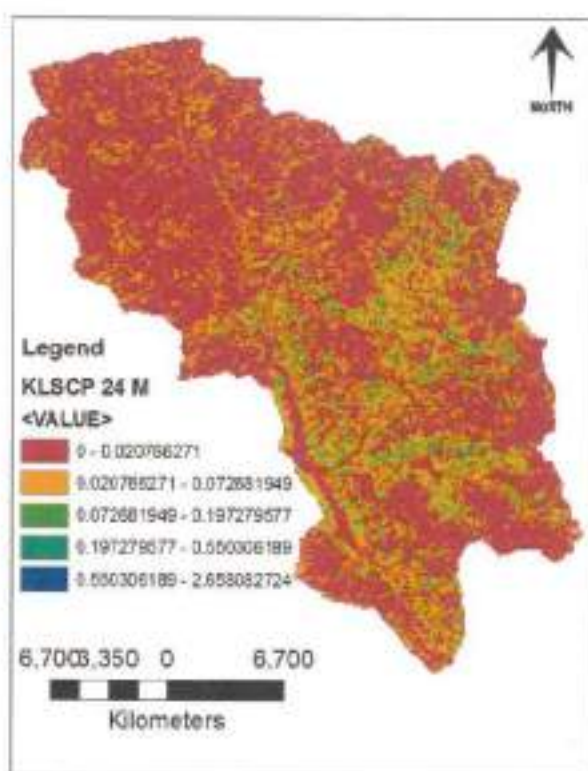 NORTH
Legend
KLSCP 24 M
<VALUE>
0 - 0.020766271
0.020766271 - 0.072681949
0.072681949 - 0.197279577
0.197279577 - 0.550306189
0.550306189 - 2.658082724
6,7003,350 0 6,700
Kilometers